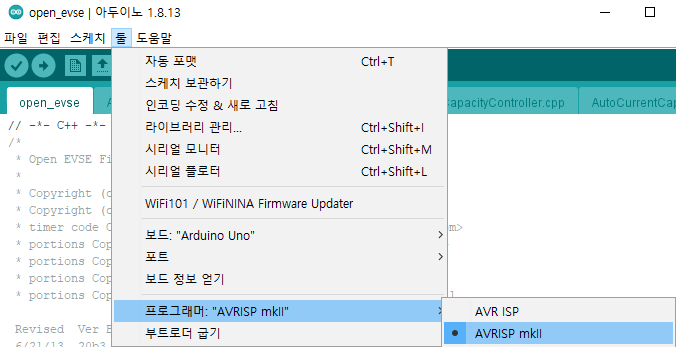 open_evse | 아두이노 1.8.13
파일 편집 스케치 툴 도움말
자동 포맷 Ctrl+T
스케치 보관하기
인코딩 수정 & 새로 고침
라이브러리 관리... Ctrl+Shift+I
시리얼 모니터 Ctrl+Shift+M
시리얼 플로터 Ctrl+Shift+L
WiFi101 / WiFiNINA Firmware Updater
보드: "Arduino Uno"
포트
보드 정보 얻기
프로그래머: "AVRISP mkII"
부트로더 굽기
AVR ISP
AVRISP mkII
open_evse A CapacityController.cpp AutoCurrentCap
// -*- C++ -*-
/*
* Open EVSE Fi
*
* Copyright (c
* Copyright (c
* timer code C m>
* portions Cop
* portions Cop
* portions Cop
* portions Cop
Revised Ver E